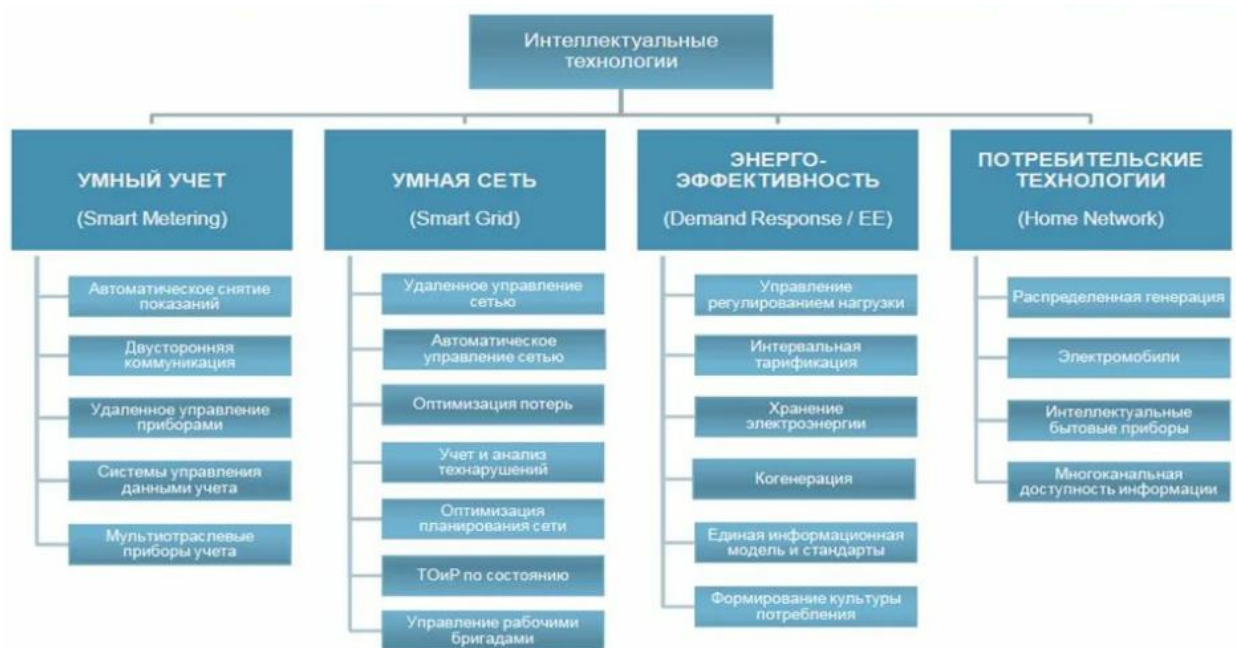 Интеллектуальные
технологии
УМНЫЙ УЧЕТ
(Smart Metering)
Автоматическое снятие
показаний
Двусторонняя
коммуникация
Удаленное управление
приборами
Системы управления
данными учета
Мультиотраслевые
приборы учета
УМНАЯ СЕТЬ
(Smart Grid)
Удаленное управление
сетью
Автоматическое
управление сетью
Оптимизация потерь
Учет и анализ
технарушений
Оптимизация
планирования сети
ТОиР по состоянию
Управление рабочими
бригадами
ЭНЕРГО-
ЭФФЕКТИВНОСТЬ
(Demand Response / EE)
Управление
регулированием нагрузки
Интервальная
тарификация
Хранение
электроэнергии
Когенерация
Единая информационная
модель и стандарты
Формирование культуры
потребления
ПОТРЕБИТЕЛЬСКИЕ
ТЕХНОЛОГИИ
(Home Network)
Распределенная генерация
Электромобили
Интеллектуальные
бытовые приборы
Многоканальная
доступность информации